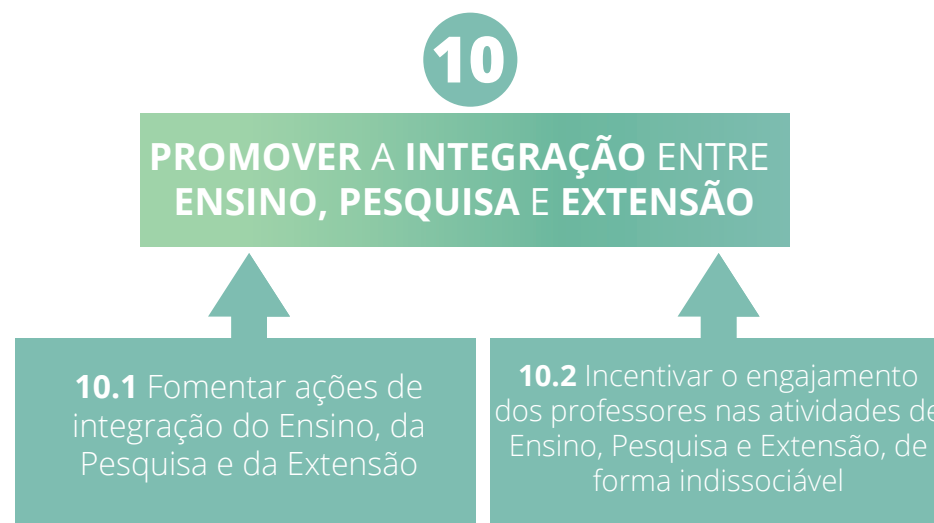 10
PROMOVER A INTEGRAÇÃO ENTRE
ENSINO, PESQUISA E EXTENSÃO
10.1 Fomentar ações de
integração do Ensino, da
Pesquisa e da Extensão
10.2 Incentivar o engajamento
dos professores nas atividades de
Ensino, Pesquisa e Extensão, de
forma indissociável